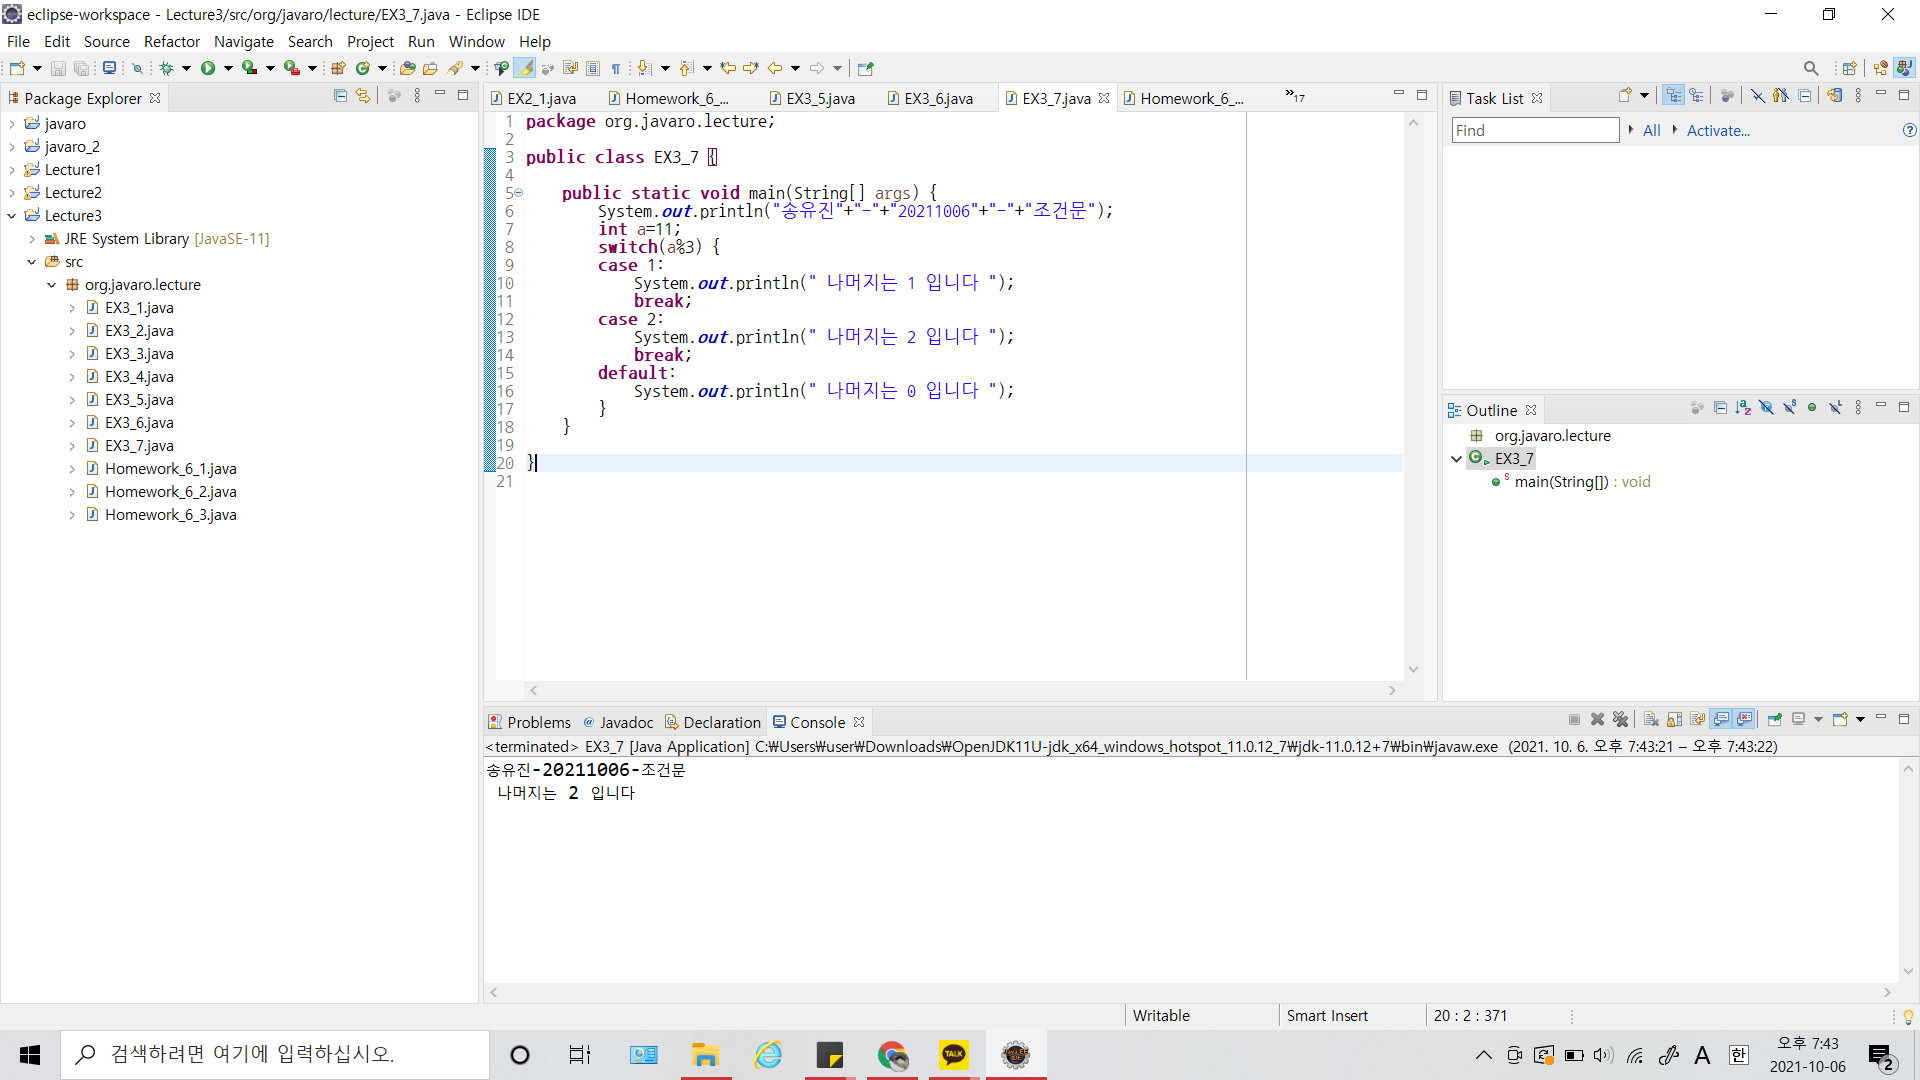 eclipse-workspace - Lecture3/src/org/javaro/lecture/EX3_7.java - Eclipse IDE
File Edit Source Refactor Navigate Search Project Run Window Help
Package Explorer
javaro
javaro_2
Lecture1
Lecture2
Lecture3
JRE System Library [JavaSE-11]
src
org.javaro.lecture
EX3_1.java
EX3_2.java
EX3_3.java
EX3_4.java
EX3_5.java
EX3_6.java
EX3_7.java
Homework_6_1.java
Homework_6_2.java
Homework_6_3.java
EX2_1.java Homework_6_... EX3_5.java EX3_6.java EX3_7.java Homework_6_... »17
1 package org.javaro.lecture;
2
3 public class EX3_7 {
4
5 public static void main(String[] args) {
6 System.out.println("송유진"+"-"+"20211006"+"-"+"조건문");
7 int a=11;
8 switch(a%3) {
9 case 1:
10 System.out.println(" 나머지는 1 입니다 ");
11 break;
12 case 2:
13 System.out.println(" 나머지는 2 입니다 ");
14 break;
15 default:
16 System.out.println(" 나머지는 0 입니다 ");
17 }
18 }
19
20 }
21
Task List
Find All Activate...
Outline
org.javaro.lecture
EX3_7
main(String[]) : void
Problems @ Javadoc Declaration Console
<terminated> EX3_7 [Java Application] C:₩Users₩user₩Downloads₩OpenJDK11U-jdk_x64_windows_hotspot_11.0.12_7₩jdk-11.0.12+7₩bin₩javaw.exe (2021. 10. 6. 오후 7:43:21 – 오후 7:43:22)
송유진-20211006-조건문
나머지는 2 입니다
Writable Smart Insert 20 : 2 : 371
검색하려면 여기에 입력하십시오.
TALK
A 한
오후 7:43
2021-10-06
2